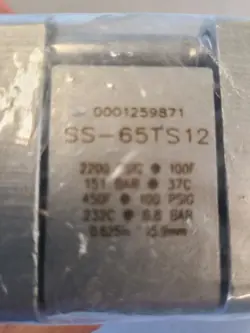 0001259871
SS-65TS12
2200 PSIG @ 100F
151 BAR @ 37C
450F @ 100 PSIG
232C @ 6.8 BAR
0.625in 15.9mm